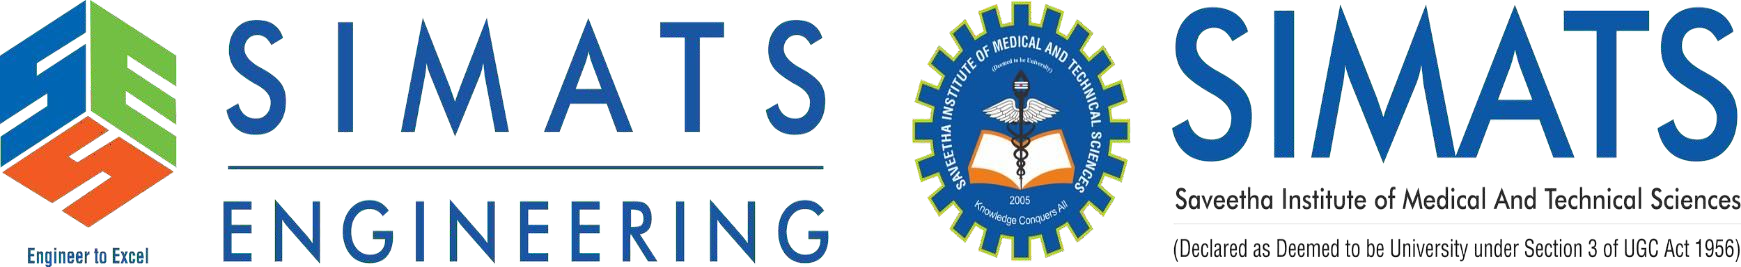 SES
Engineer to Excel
SIMATS
ENGINEERING
SAVEETHA INSTITUTE OF MEDICAL AND TECHNICAL SCIENCES
(Deemed to be University)
2005
Knowledge Conquers All
SIMATS
Saveetha Institute of Medical And Technical Sciences
(Declared as Deemed to be University under Section 3 of UGC Act 1956)